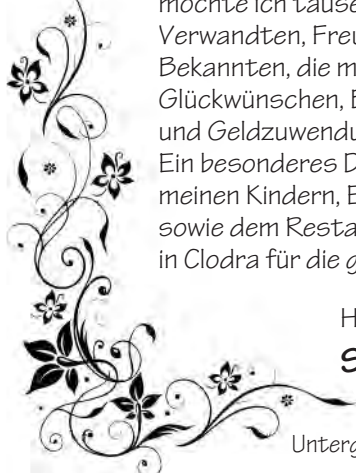 möchte ich tause
Verwandten, Freu
Bekannten, die m
Glückwünschen, B
und Geldzuwendu
Ein besonderes D
meinen Kindern, E
sowie dem Resta
in Clodra für die g
H
S
Unterg